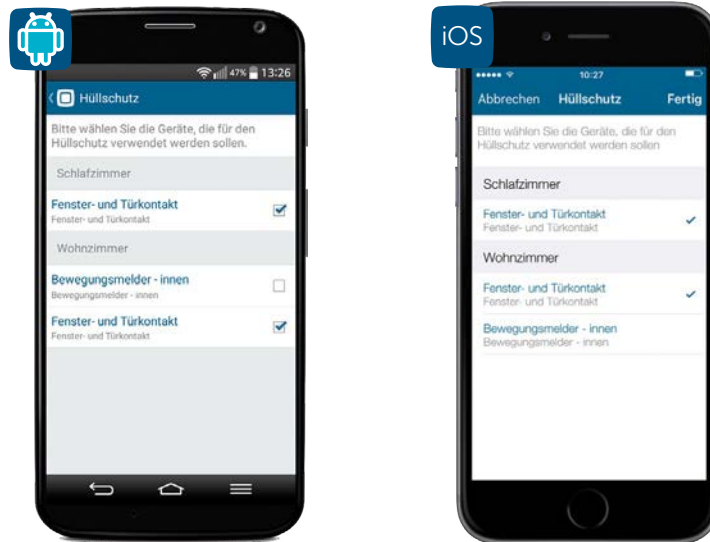 47% 13:26
Hüllschutz
Bitte wählen Sie die Geräte, die für den
Hüllschutz verwendet werden sollen.
Schlafzimmer
Fenster- und Türkontakt
Fenster- und Türkontakt
Wohnzimmer
Bewegungsmelder - innen
Bewegungsmelder - innen
Fenster- und Türkontakt
Fenster- und Türkontakt
iOS
10:27
Abbrechen Hüllschutz Fertig
Bitte wählen Sie die Geräte, die für den
Hüllschutz verwendet werden sollen
Schlafzimmer
Fenster- und Türkontakt
Fenster- und Türkontakt
Wohnzimmer
Fenster- und Türkontakt
Fenster- und Türkontakt
Bewegungsmelder - innen
Bewegungsmelder - innen